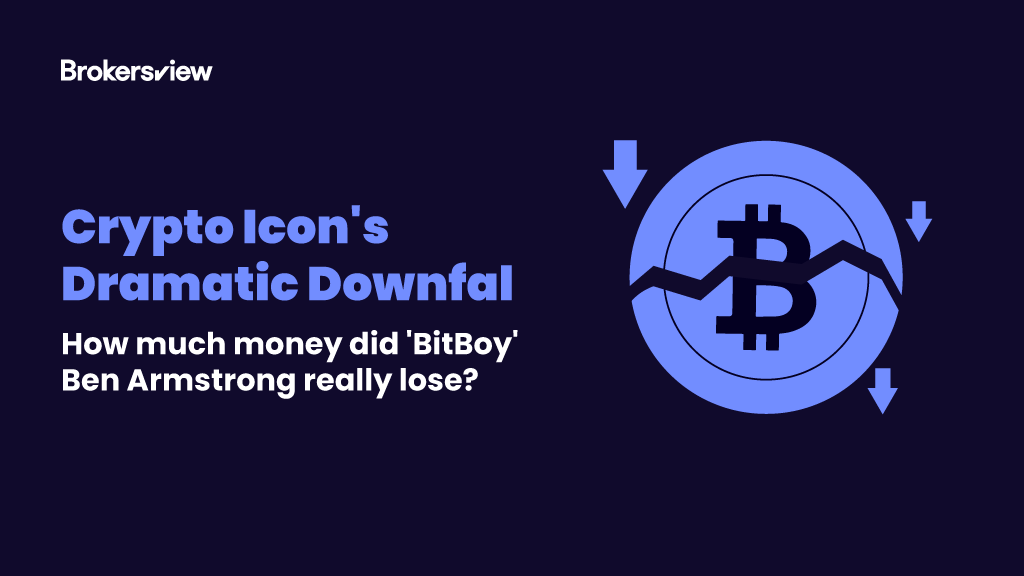 Brokersview
Crypto Icon's
Dramatic Downfal
How much money did 'BitBoy'
Ben Armstrong really lose?